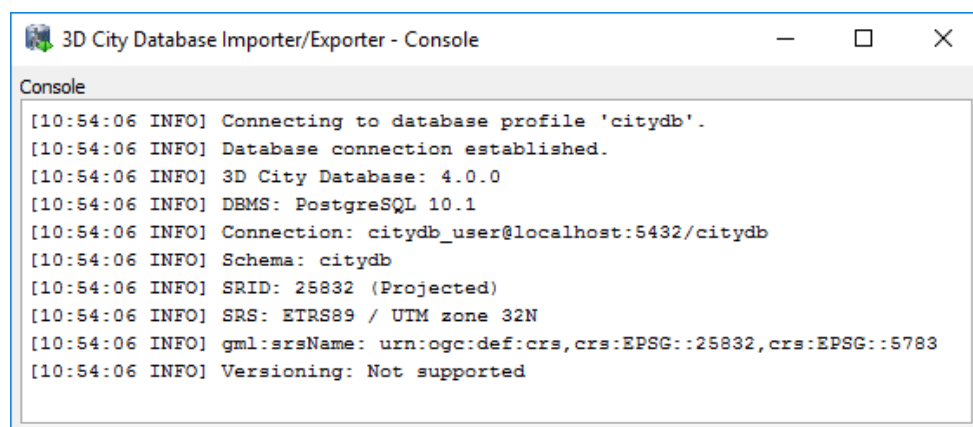 3D City Database Importer/Exporter - Console
Console
[10:54:06 INFO] Connecting to database profile 'citydb'.
[10:54:06 INFO] Database connection established.
[10:54:06 INFO] 3D City Database: 4.0.0
[10:54:06 INFO] DBMS: PostgreSQL 10.1
[10:54:06 INFO] Connection: citydb_user@localhost:5432/citydb
[10:54:06 INFO] Schema: citydb
[10:54:06 INFO] SRID: 25832 (Projected)
[10:54:06 INFO] SRS: ETRS89 / UTM zone 32N
[10:54:06 INFO] gml:srsName: urn:ogc:def:crs,crs:EPSG::25832,crs:EPSG::5783
[10:54:06 INFO] Versioning: Not supported